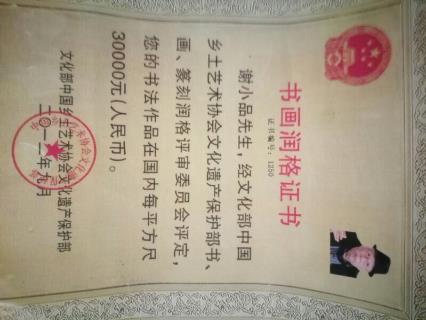 书画润格证书
证书编号：1250
谢小品先生，经文化部中国
乡土艺术协会文化遗产保护部书、
画、篆刻润格评审委员会评定，
您的书法作品在国内每平方尺
30000元(人民币)。
文化部中国乡土艺术协会文化遗产保护部
二〇一二年九月